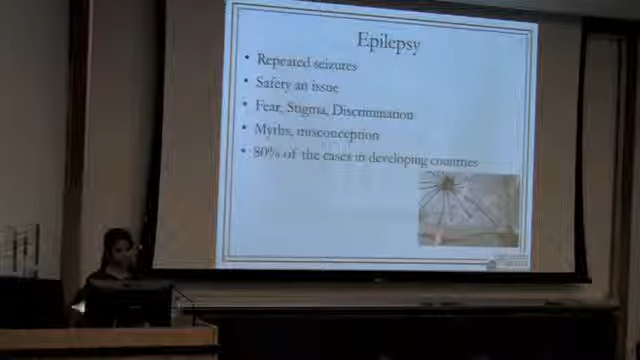 Epilepsy
• Repeated seizures
• Safety an issue
• Fear, Stigma, Discrimination
• Myths, misconception
• 80% of the cases in developing countries